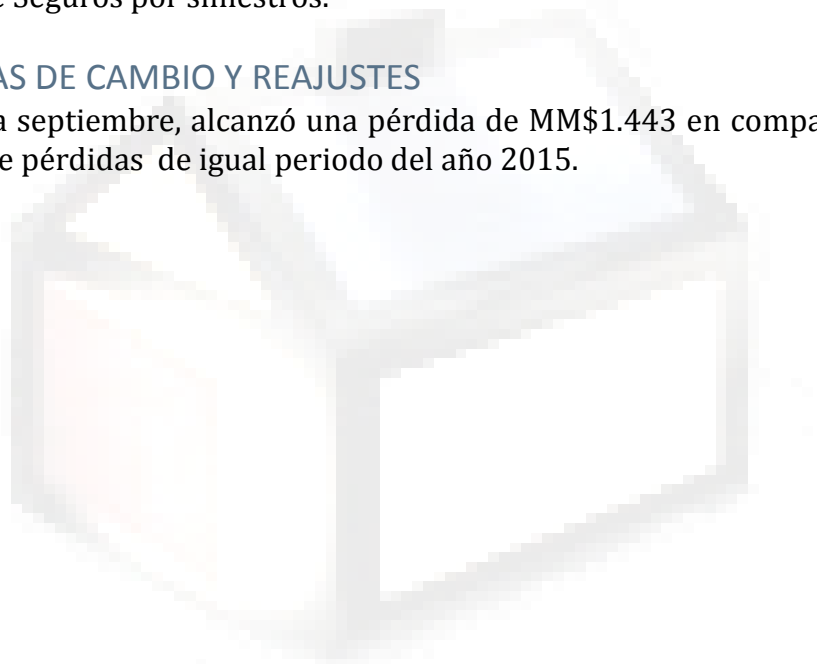 e Seguros por siniestros.
AS DE CAMBIO Y REAJUSTES
a septiembre, alcanzó una pérdida de MM$1.443 en compa
e pérdidas de igual periodo del año 2015.